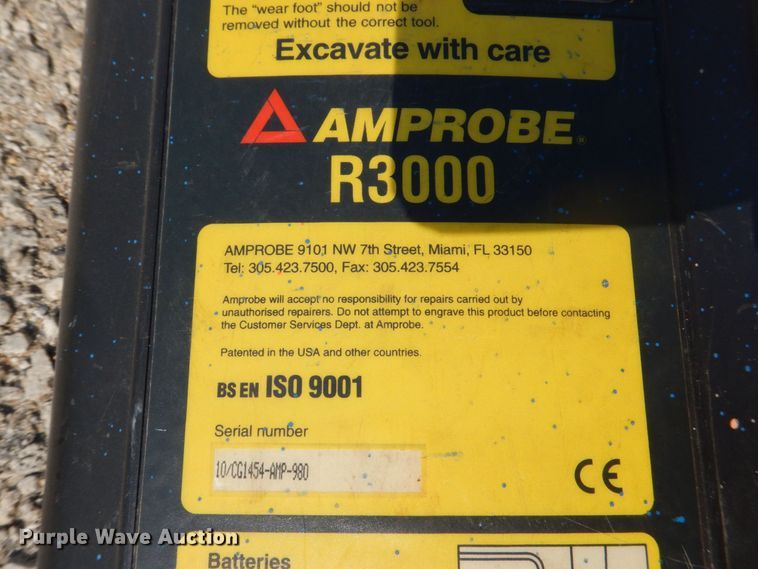 The "wear foot" should not be
removed without the correct tool.
Excavate with care
AMPROBE®
R3000
AMPROBE 9101 NW 7th Street, Miami, FL 33150
Tel: 305.423.7500, Fax: 305.423.7554
Amprobe will accept no responsibility for repairs carried out by
unauthorised repairers. Do not attempt to engrave this product before contacting
the Customer Services Dept. at Amprobe.
Patented in the USA and other countries.
BS EN ISO 9001
Serial number
10/CG1454-AMP-980
CE
Purple Wave Auction
Batteries